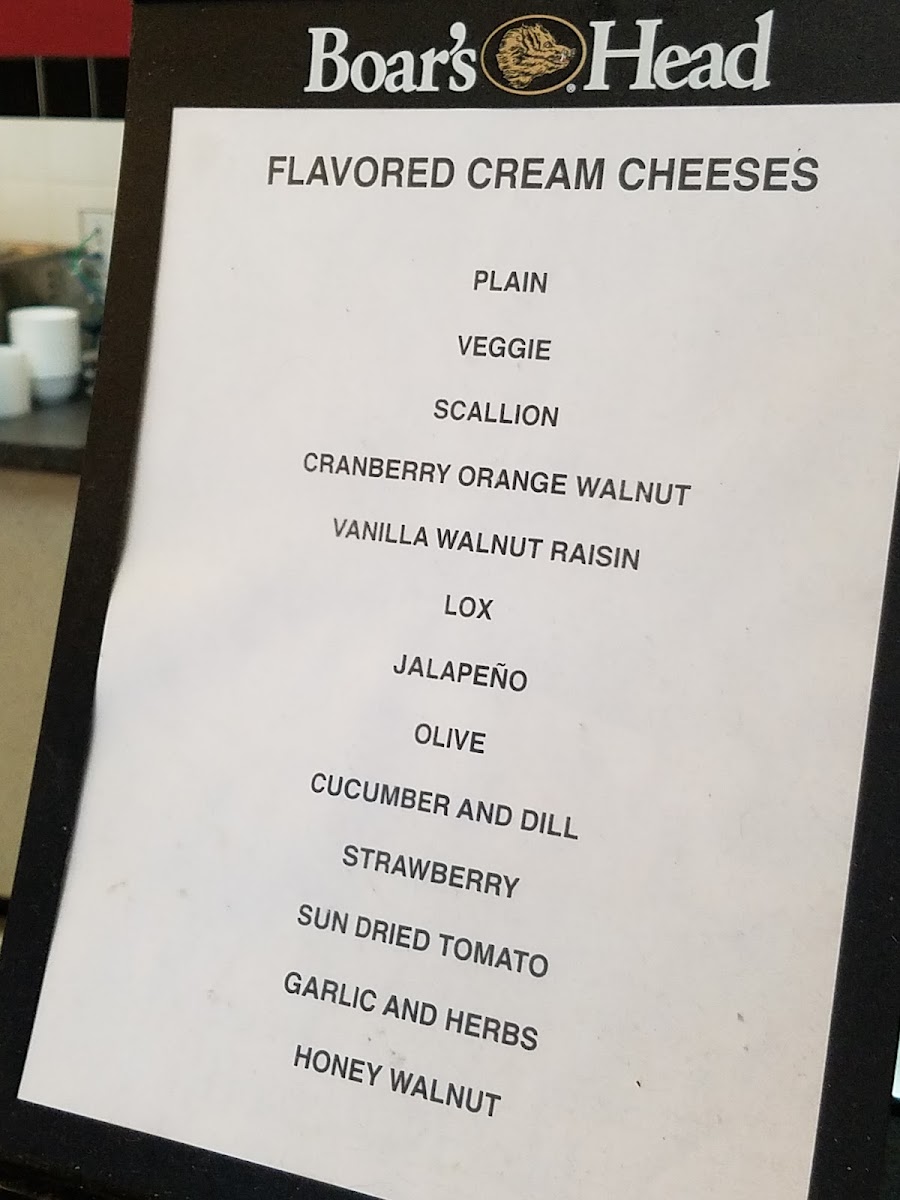 Boar's Head
FLAVORED CREAM CHEESES
PLAIN
VEGGIE
SCALLION
CRANBERRY ORANGE WALNUT
VANILLA WALNUT RAISIN
LOX
JALAPEÑO
OLIVE
CUCUMBER AND DILL
STRAWBERRY
SUN DRIED TOMATO
GARLIC AND HERBS
HONEY WALNUT